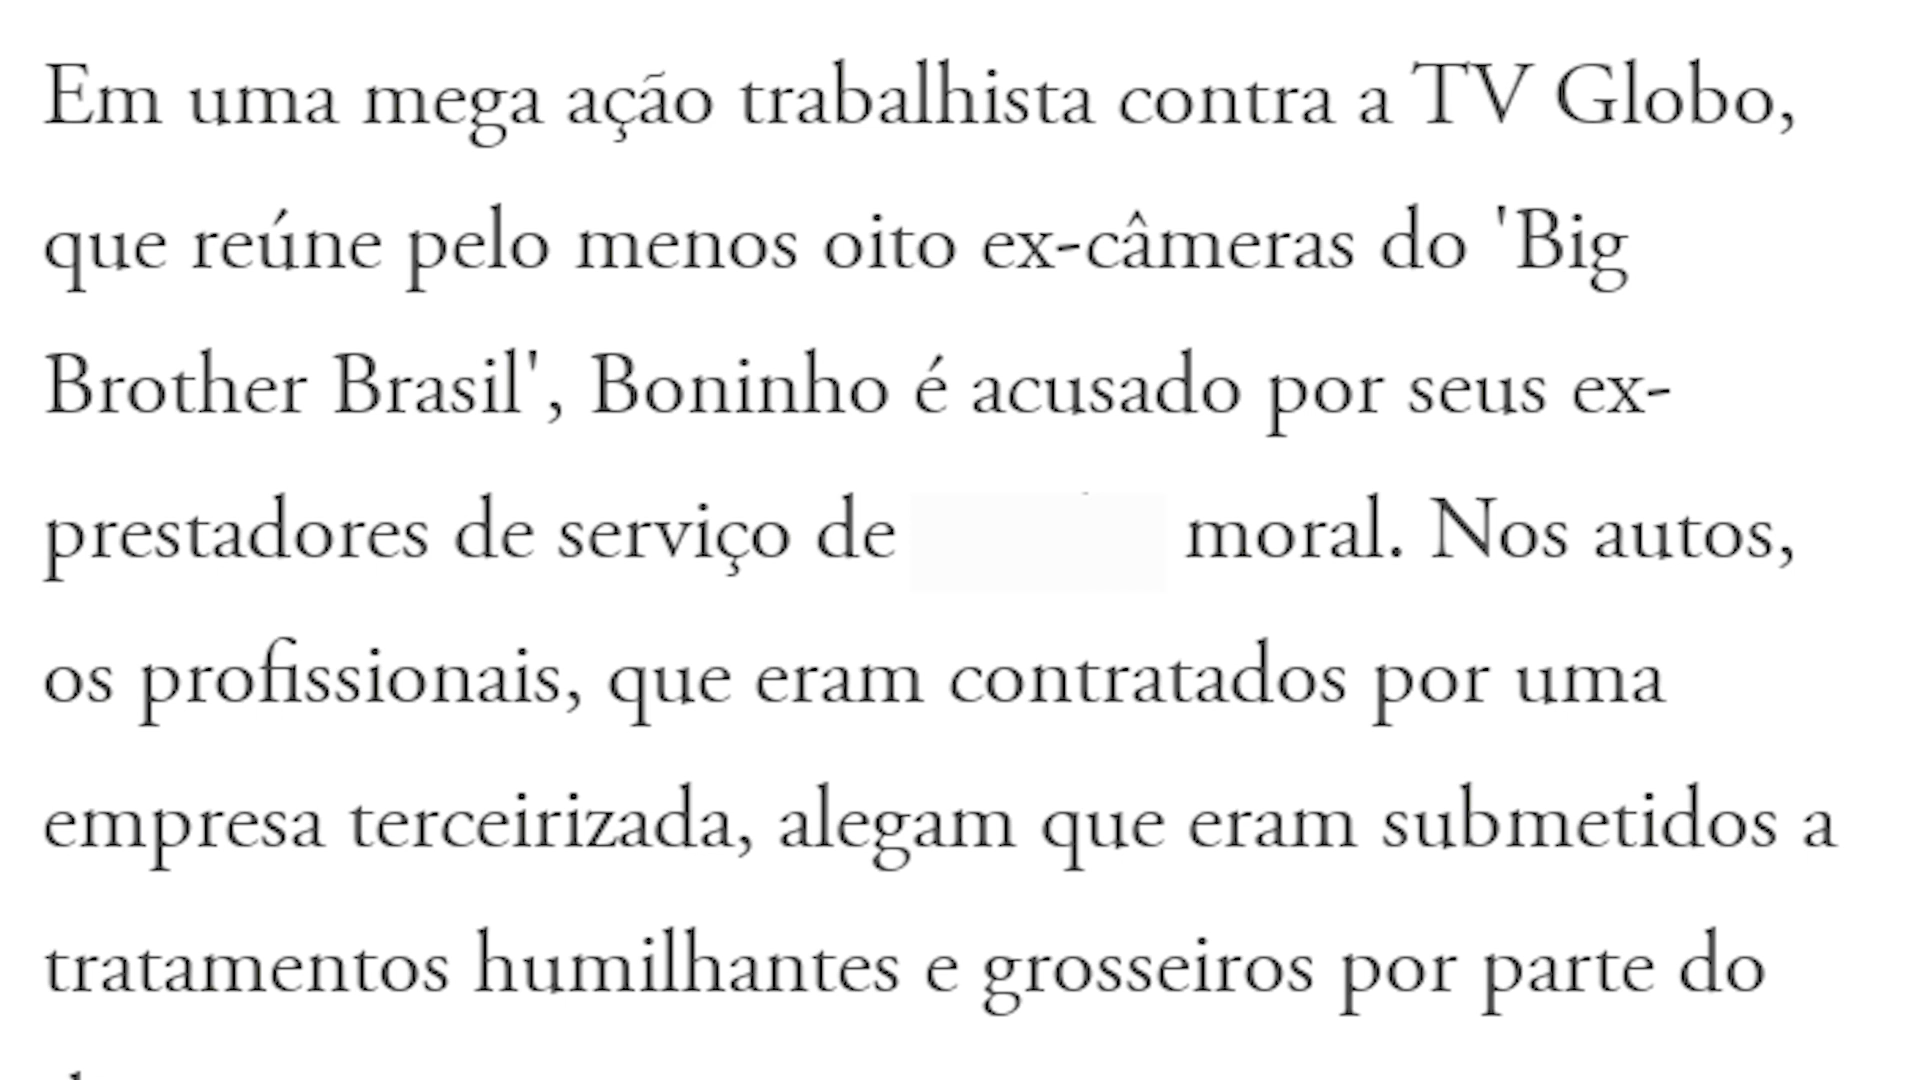 Em uma mega ação trabalhista contra a TV Globo,
que reúne pelo menos oito ex-câmeras do 'Big
Brother Brasil', Boninho é acusado por seus ex-
prestadores de serviço de moral. Nos autos,
os profissionais, que eram contratados por uma
empresa terceirizada, alegam que eram submetidos a
tratamentos humilhantes e grosseiros por parte do